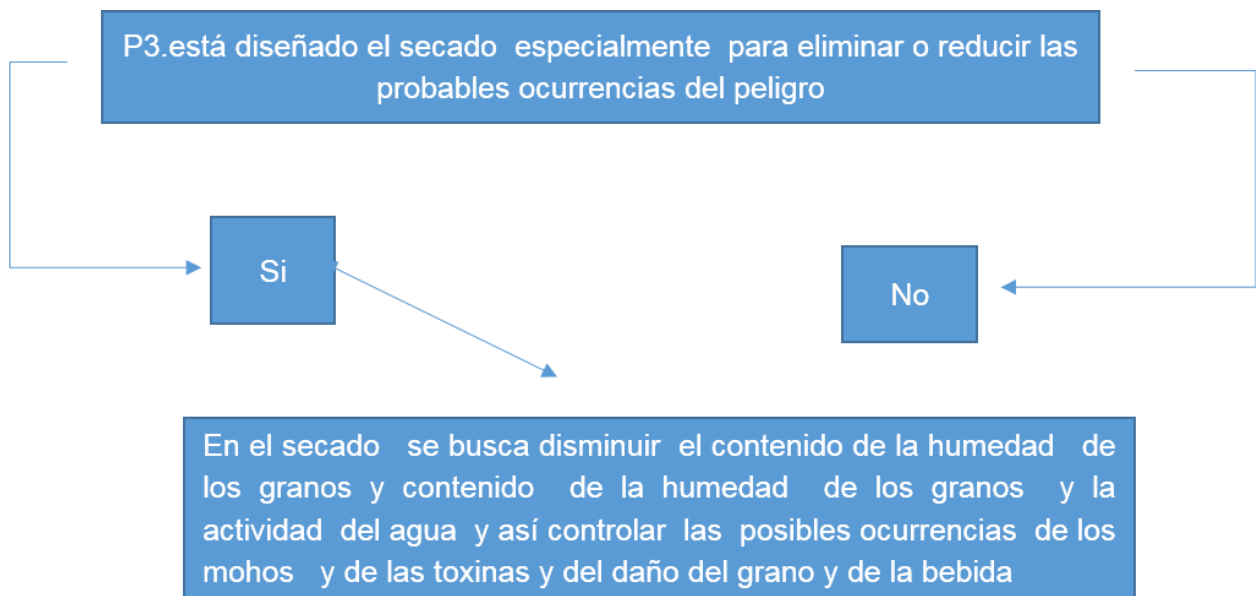 P3.está diseñado el secado especialmente para eliminar o reducir las
probables ocurrencias del peligro
Si
No
En el secado se busca disminuir el contenido de la humedad de
los granos y contenido de la humedad de los granos y la
actividad del agua y así controlar las posibles ocurrencias de los
mohos y de las toxinas y del daño del grano y de la bebida